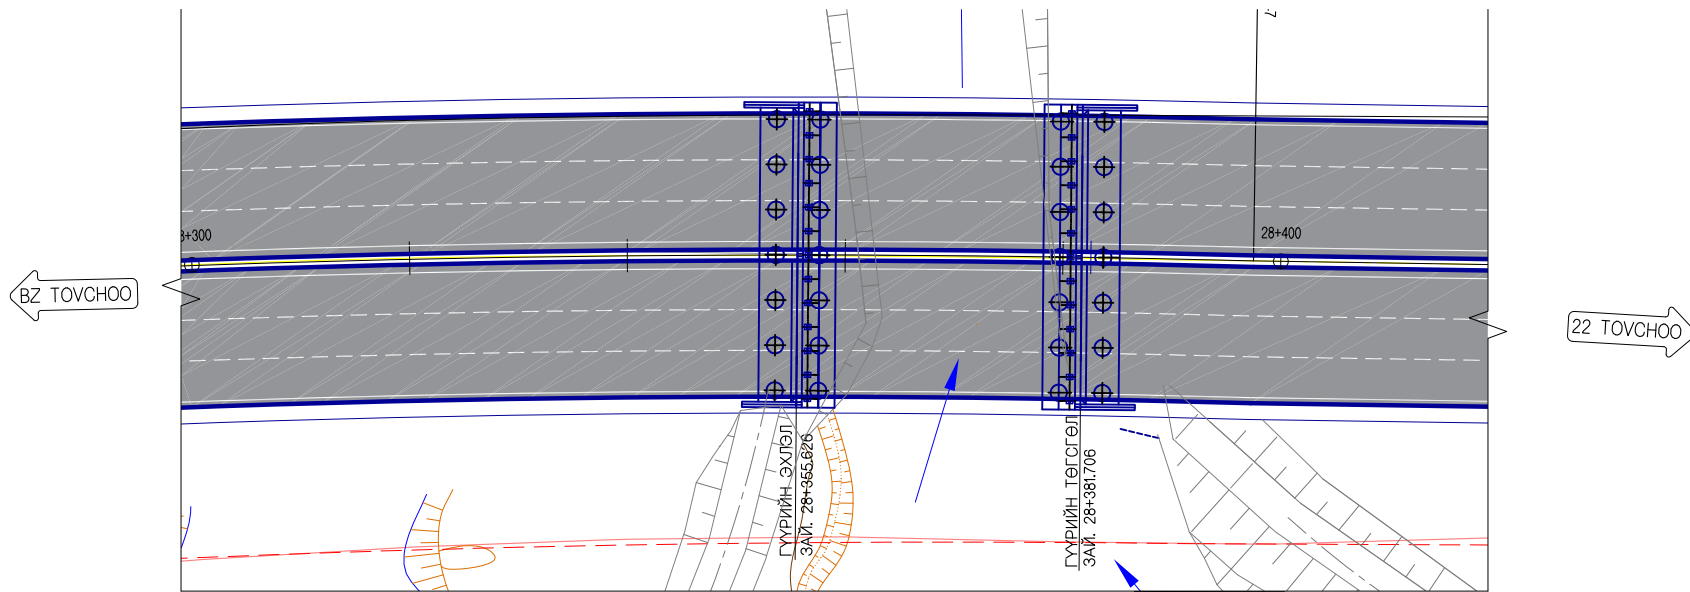 8+300
28+400
BZ TOVCHOO
22 TOVCHOO
ГҮҮРИЙН ЭХЛЭЛ
ЗАЙ. 28+355.626
ГҮҮРИЙН ТӨГСГӨЛ
ЗАЙ. 28+381.706